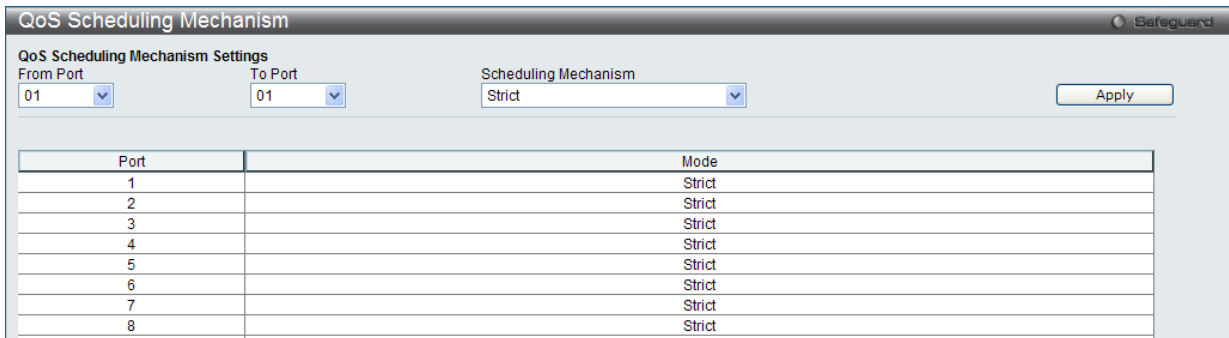 QoS Scheduling Mechanism Safeguard
QoS Scheduling Mechanism Settings
From Port To Port Scheduling Mechanism
01 01 Strict Apply
Port Mode
1 Strict
2 Strict
3 Strict
4 Strict
5 Strict
6 Strict
7 Strict
8 Strict